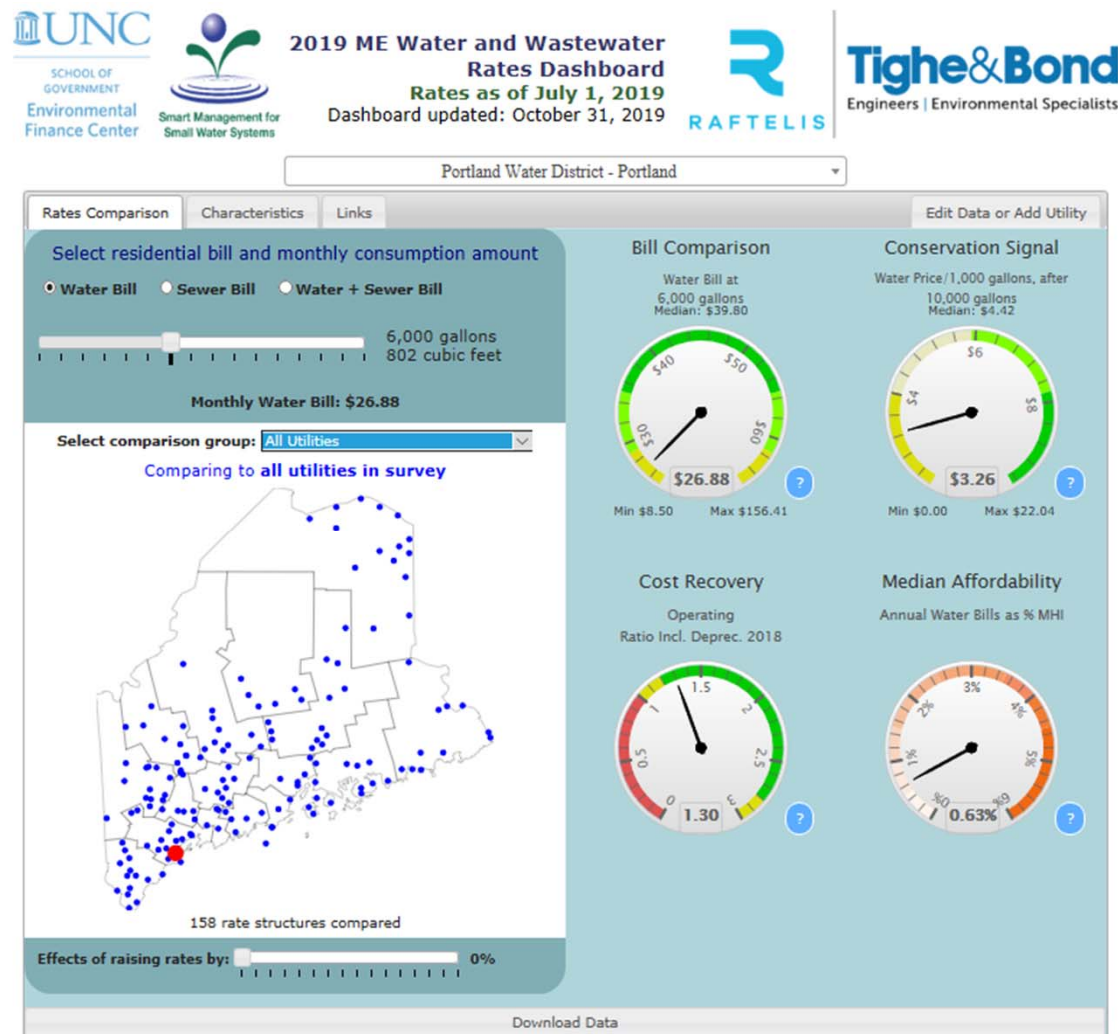 UNC
SCHOOL OF
GOVERNMENT
Environmental
Finance Center
Smart Management for
Small Water Systems
2019 ME Water and Wastewater
Rates Dashboard
Rates as of July 1, 2019
Dashboard updated: October 31, 2019
RAFTELIS
Tighe&Bond
Engineers | Environmental Specialists
Portland Water District - Portland
Rates Comparison
Characteristics
Links
Edit Data or Add Utility
Select residential bill and monthly consumption amount
Water Bill
Sewer Bill
Water + Sewer Bill
6,000 gallons
802 cubic feet
Monthly Water Bill: $26.88
Select comparison group: All Utilities
Comparing to all utilities in survey
158 rate structures compared
Effects of raising rates by: 0%
Bill Comparison
Water Bill at
6,000 gallons
Median: $39.80
$30
$40
$50
$60
$26.88
?
Min $8.50 Max $156.41
Conservation Signal
Water Price/1,000 gallons, after
10,000 gallons
Median: $4.42
$4
$6
$8
$3.26
?
Min $0.00 Max $22.04
Cost Recovery
Operating
Ratio Incl. Deprec. 2018
0
0.5
1
1.5
2
2.5
3
1.30
?
Median Affordability
Annual Water Bills as % MHI
0%
1%
2%
3%
4%
5%
6%
0.63%
?
Download Data